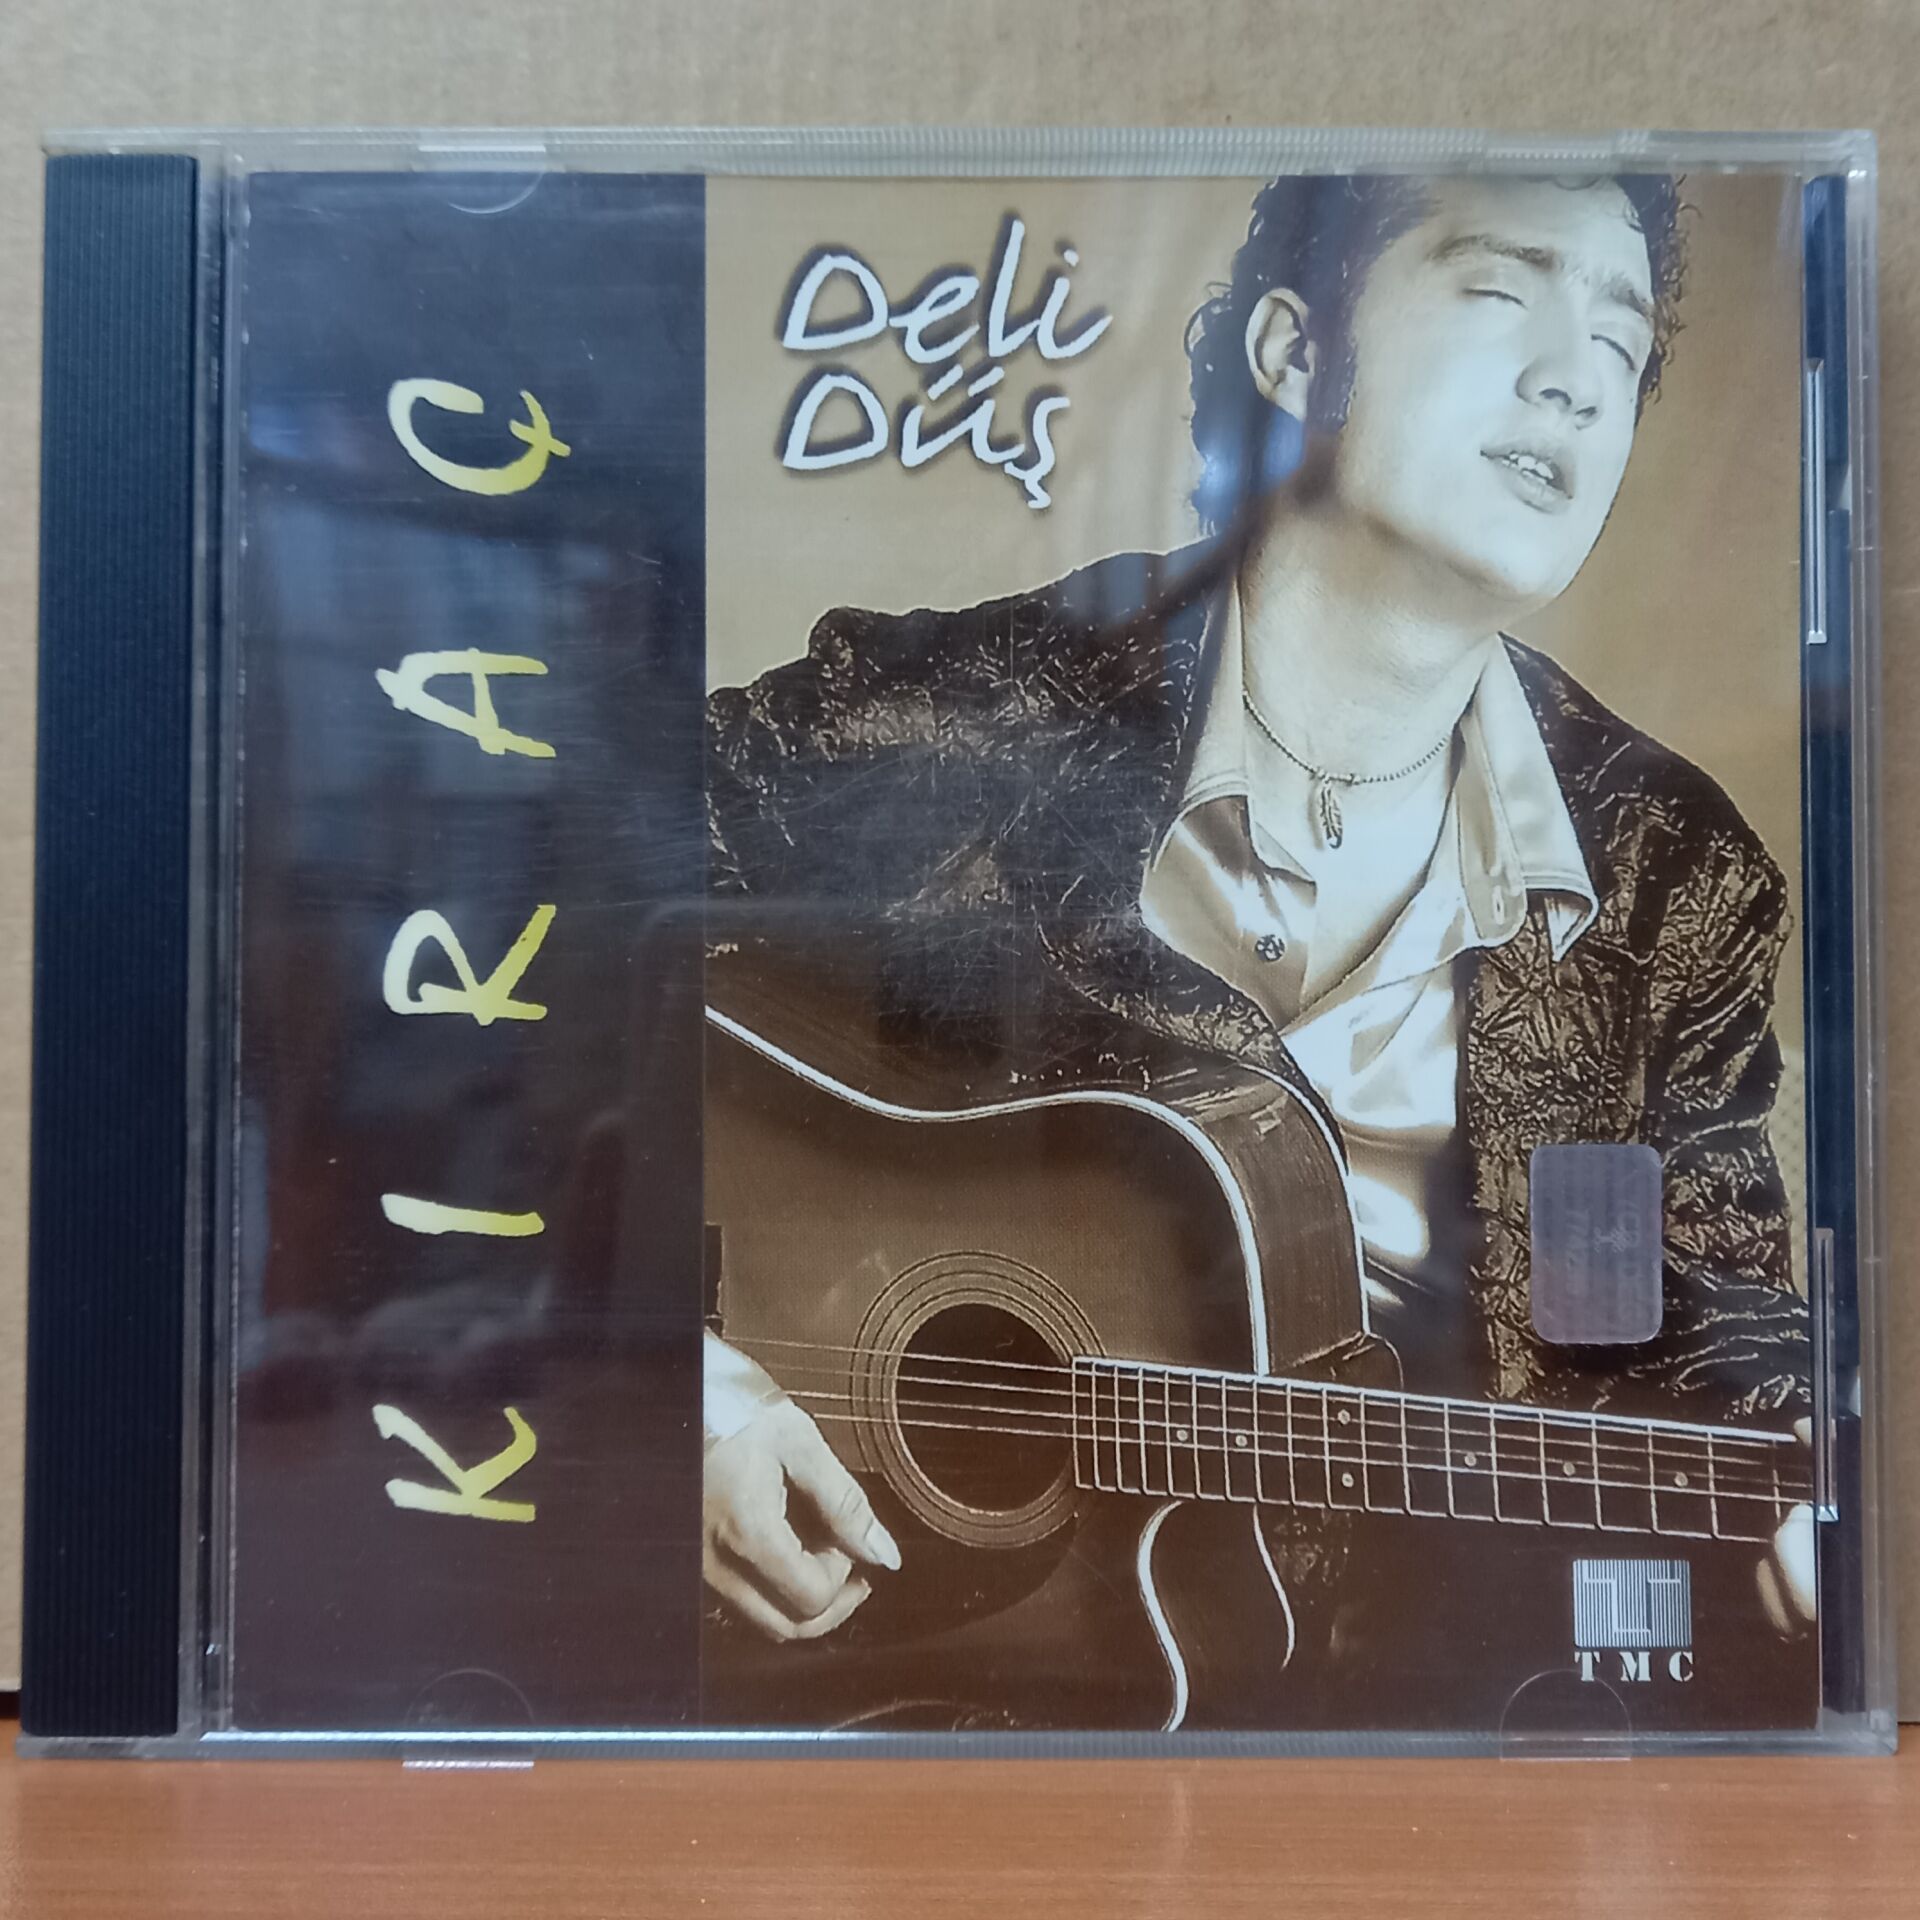 KIRAÇ
Deli
Düş
TMC